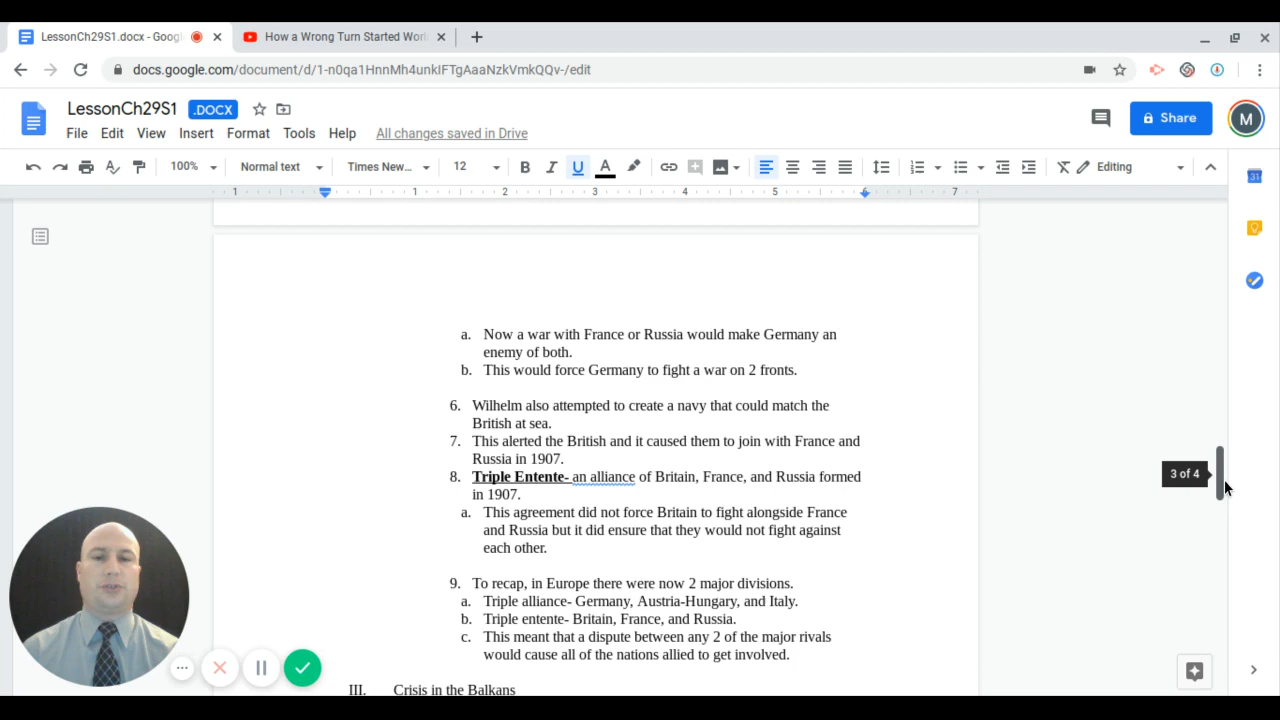 LessonCh29S1.docx - Goog
How a Wrong Turn Started Worl
docs.google.com/document/d/1-n0qa1HnnMh4unkIFTgAaaNzkVmkQQv-/edit
LessonCh29S1 .DOCX
File Edit View Insert Format Tools Help All changes saved in Drive
Share
M
100% Normal text Times New... 12 B I U A Editing
1 1 2 3 4 5 6 7
31
a. Now a war with France or Russia would make Germany an
enemy of both.
b. This would force Germany to fight a war on 2 fronts.
6. Wilhelm also attempted to create a navy that could match the
British at sea.
7. This alerted the British and it caused them to join with France and
Russia in 1907.
8. Triple Entente- an alliance of Britain, France, and Russia formed
in 1907.
a. This agreement did not force Britain to fight alongside France
and Russia but it did ensure that they would not fight against
each other.
9. To recap, in Europe there were now 2 major divisions.
a. Triple alliance- Germany, Austria-Hungary, and Italy.
b. Triple entente- Britain, France, and Russia.
c. This meant that a dispute between any 2 of the major rivals
would cause all of the nations allied to get involved.
III. Crisis in the Balkans
3 of 4